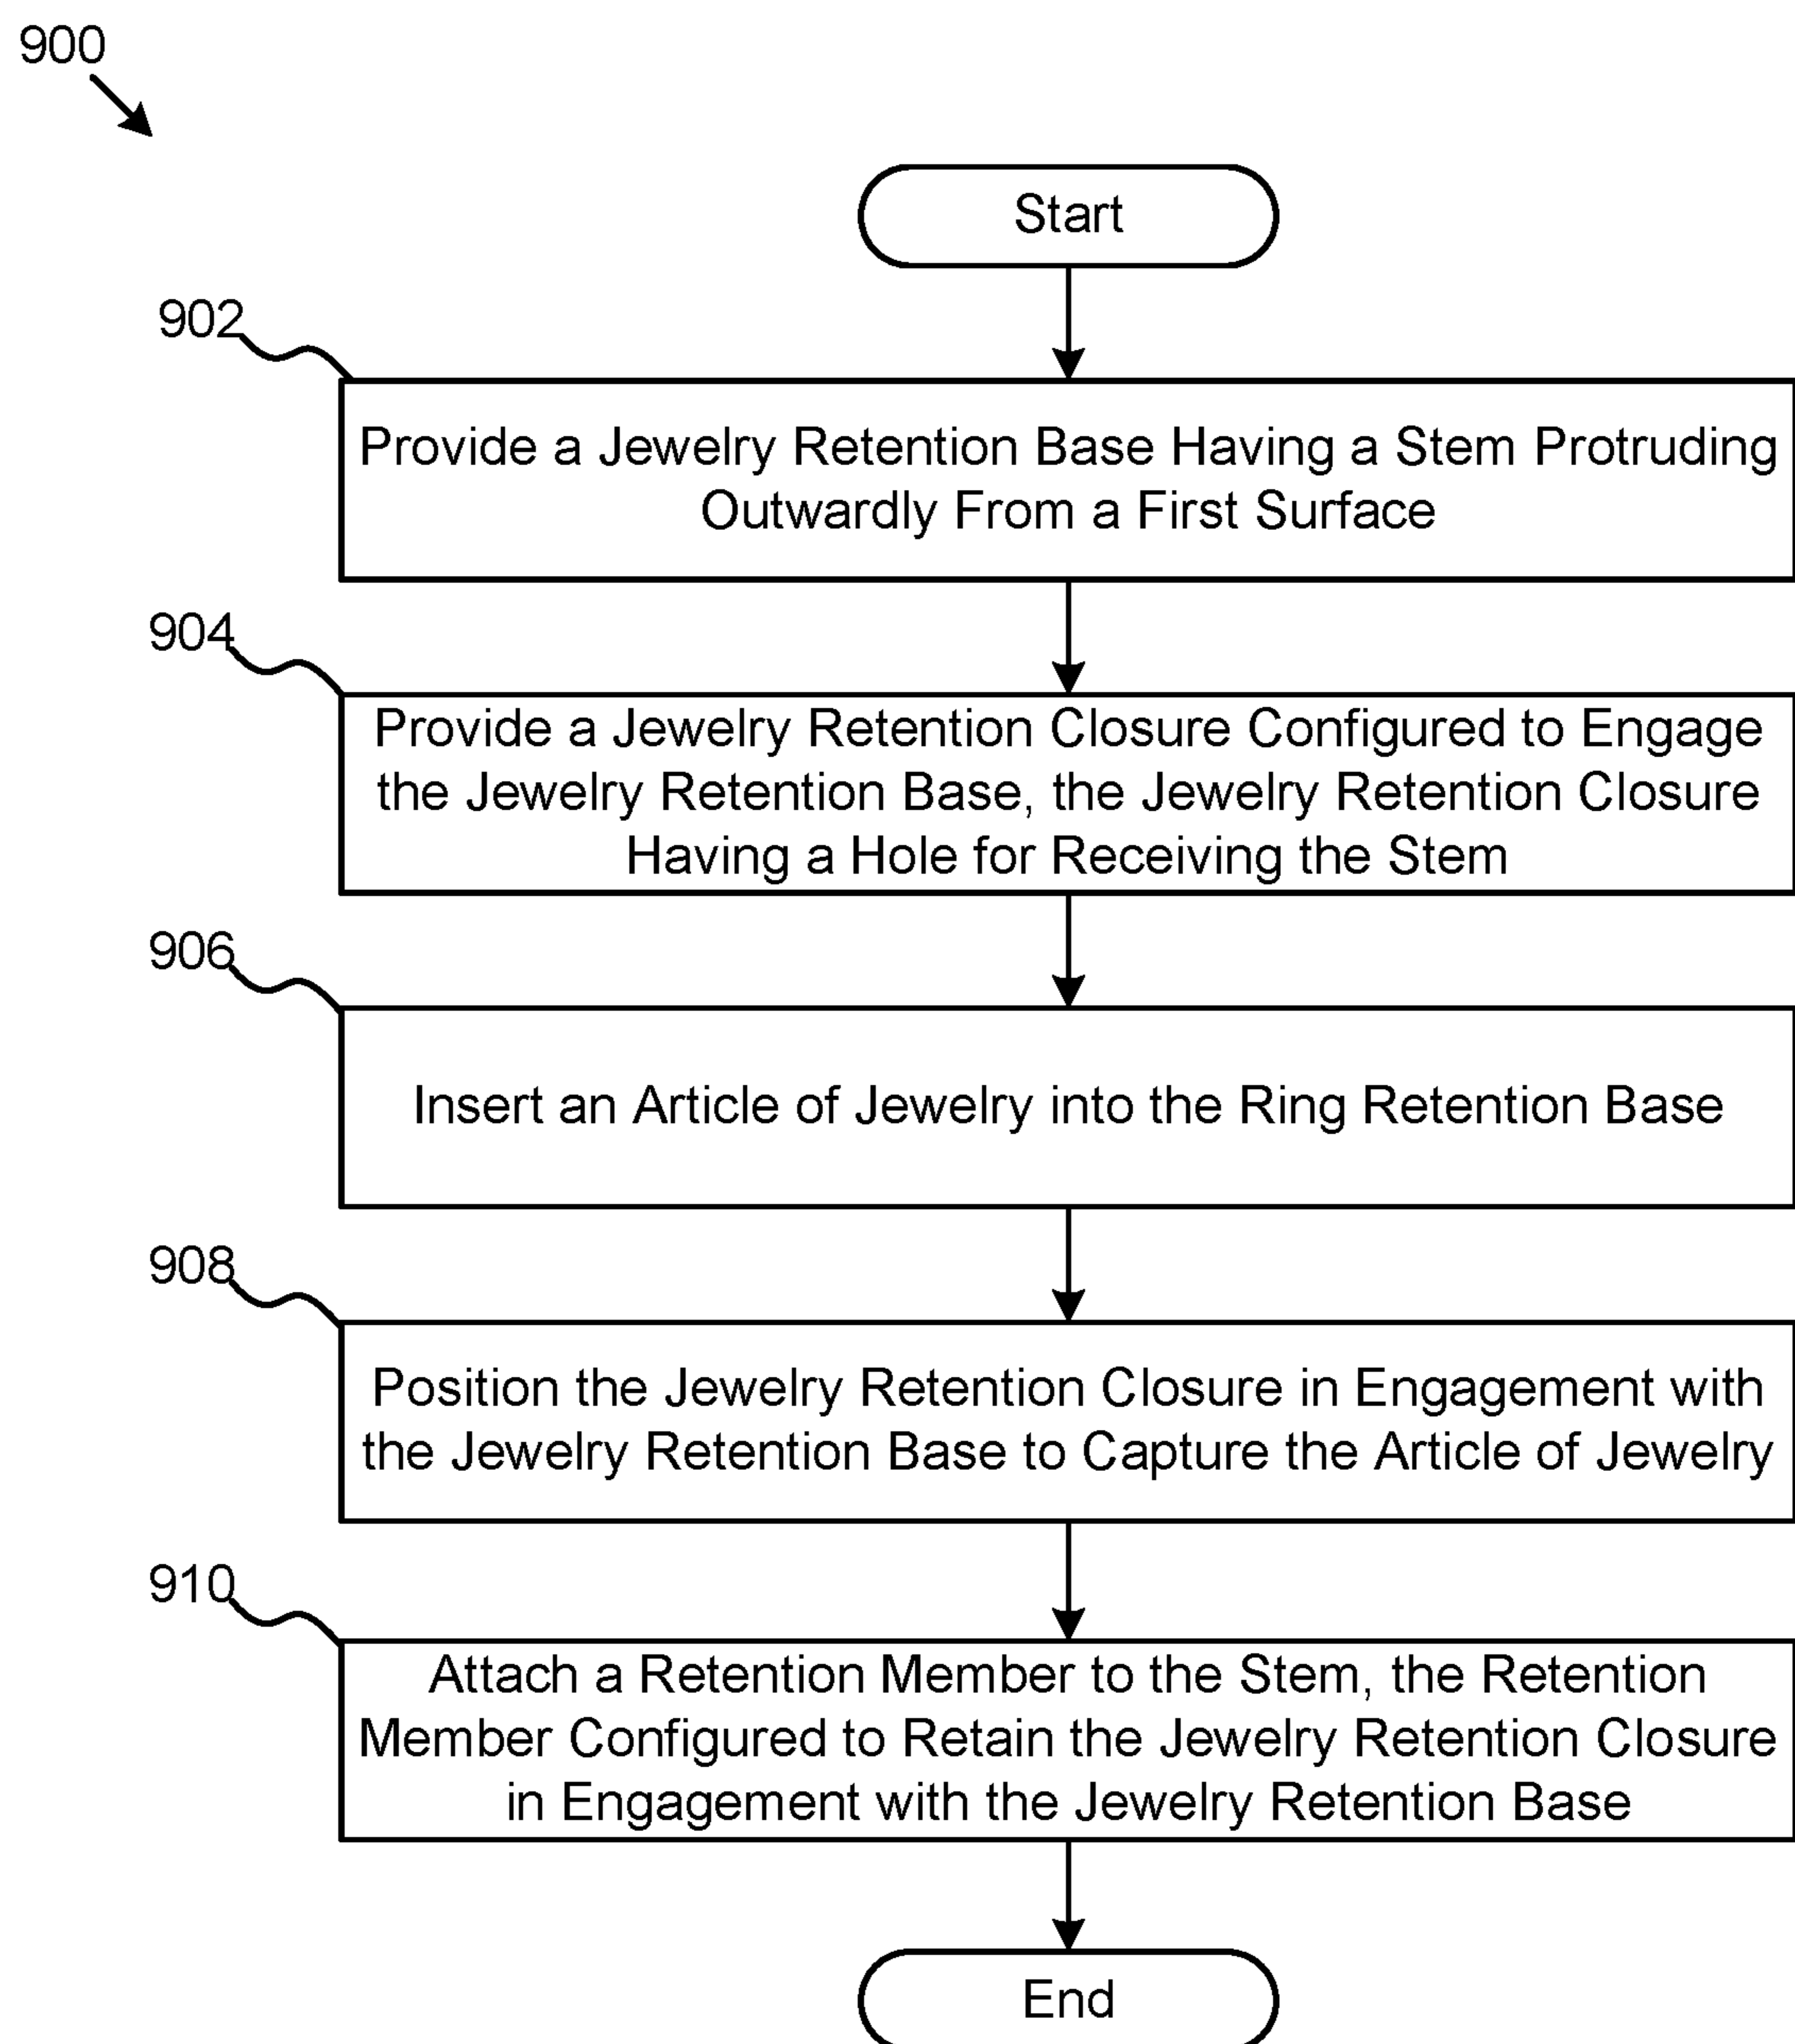 900
Start
902
Provide a Jewelry Retention Base Having a Stem Protruding
Outwardly From a First Surface
904
Provide a Jewelry Retention Closure Configured to Engage
the Jewelry Retention Base, the Jewelry Retention Closure
Having a Hole for Receiving the Stem
906
Insert an Article of Jewelry into the Ring Retention Base
908
Position the Jewelry Retention Closure in Engagement with
the Jewelry Retention Base to Capture the Article of Jewelry
910
Attach a Retention Member to the Stem, the Retention
Member Configured to Retain the Jewelry Retention Closure
in Engagement with the Jewelry Retention Base
End